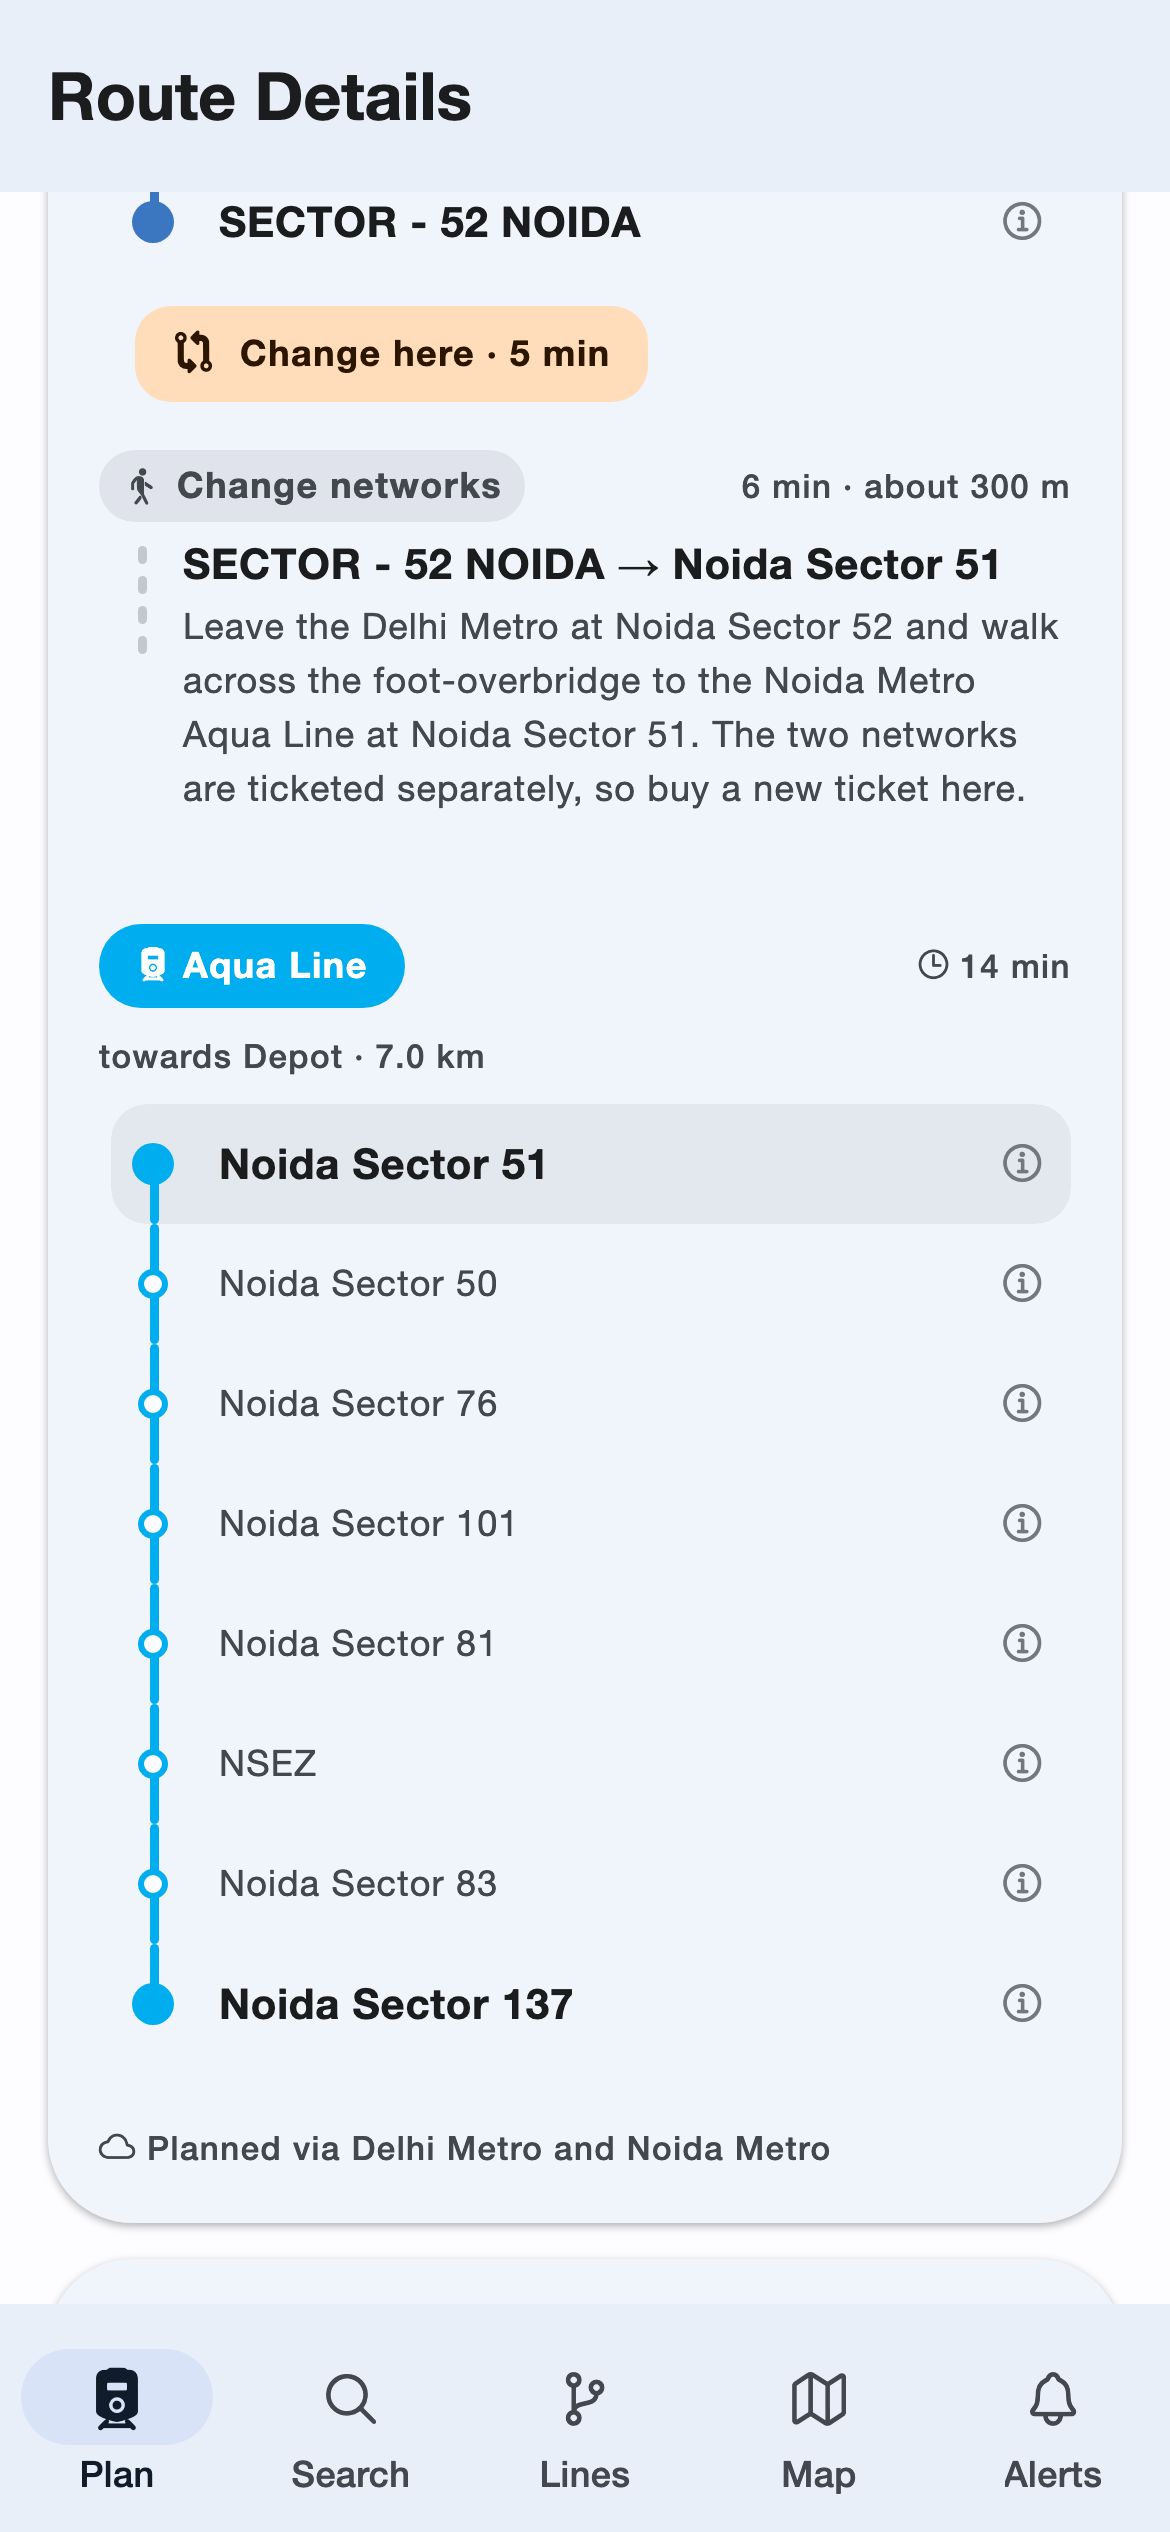 Route Details
SECTOR - 52 NOIDA
Change here · 5 min
Change networks
6 min · about 300 m
SECTOR - 52 NOIDA → Noida Sector 51
Leave the Delhi Metro at Noida Sector 52 and walk
across the foot-overbridge to the Noida Metro
Aqua Line at Noida Sector 51. The two networks
are ticketed separately, so buy a new ticket here.
Aqua Line
14 min
towards Depot · 7.0 km
Noida Sector 51
Noida Sector 50
Noida Sector 76
Noida Sector 101
Noida Sector 81
NSEZ
Noida Sector 83
Noida Sector 137
Planned via Delhi Metro and Noida Metro
Plan
Search
Lines
Map
Alerts